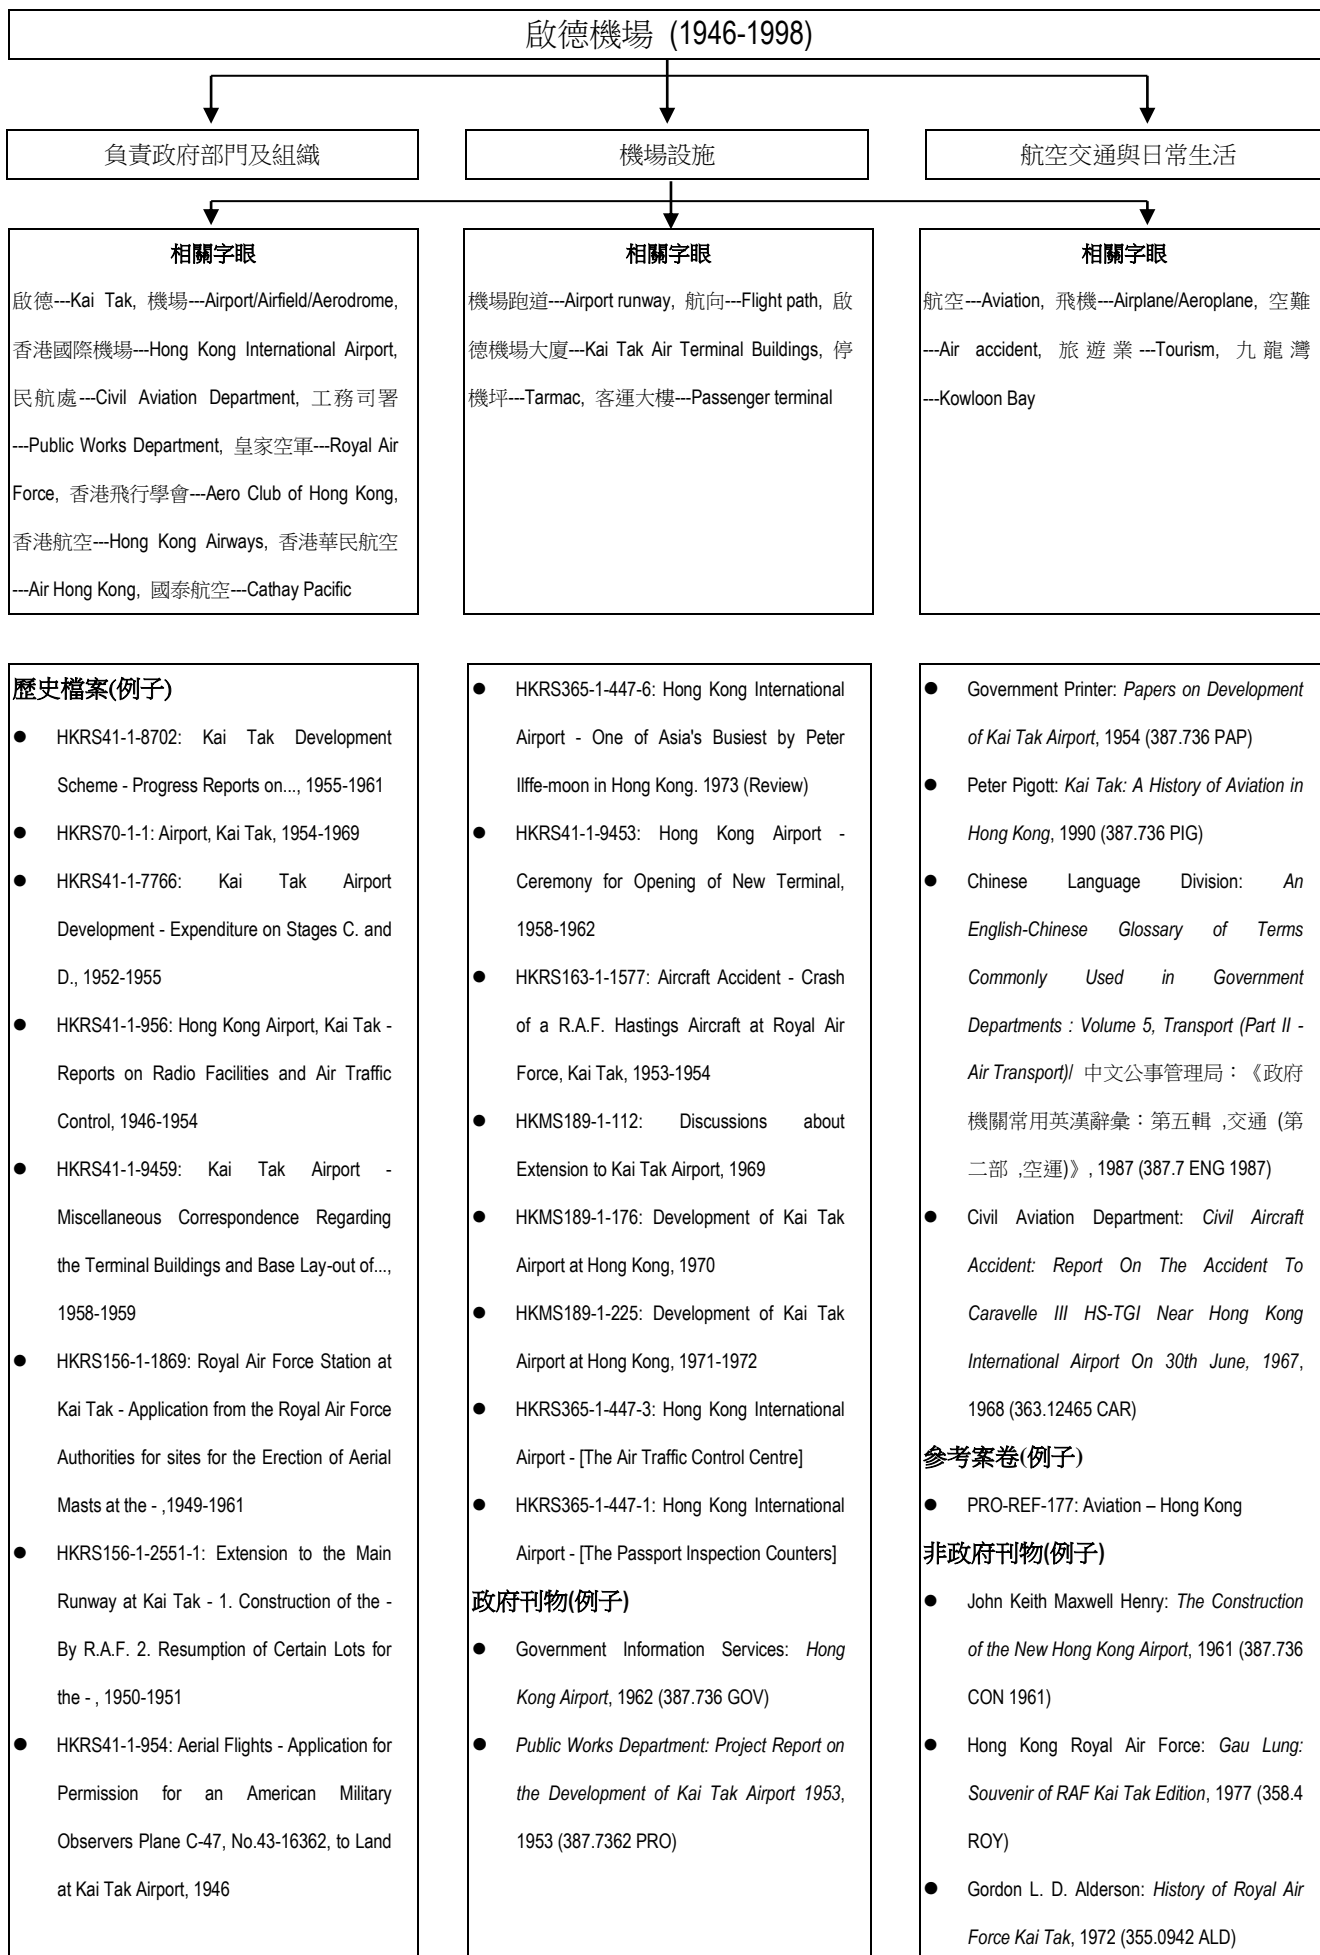 啟德機場 (1946-1998)
負責政府部門及組織
機場設施
航空交通與日常生活
相關字眼
啟德---Kai Tak, 機場---Airport/Airfield/Aerodrome,
香港國際機場---Hong Kong International Airport,
民航處---Civil Aviation Department, 工務司署
---Public Works Department, 皇家空軍---Royal Air
Force, 香港飛行學會---Aero Club of Hong Kong,
香港航空---Hong Kong Airways, 香港華民航空
---Air Hong Kong, 國泰航空---Cathay Pacific
相關字眼
機場跑道---Airport runway, 航向---Flight path, 啟
德機場大廈---Kai Tak Air Terminal Buildings, 停
機坪---Tarmac, 客運大樓---Passenger terminal
相關字眼
航空---Aviation, 飛機---Airplane/Aeroplane, 空難
---Air accident, 旅遊業---Tourism, 九龍灣
---Kowloon Bay
歷史檔案(例子)
● HKRS41-1-8702: Kai Tak Development
Scheme - Progress Reports on..., 1955-1961
● HKRS70-1-1: Airport, Kai Tak, 1954-1969
● HKRS41-1-7766: Kai Tak Airport
Development - Expenditure on Stages C. and
D., 1952-1955
● HKRS41-1-956: Hong Kong Airport, Kai Tak -
Reports on Radio Facilities and Air Traffic
Control, 1946-1954
● HKRS41-1-9459: Kai Tak Airport -
Miscellaneous Correspondence Regarding
the Terminal Buildings and Base Lay-out of...,
1958-1959
● HKRS156-1-1869: Royal Air Force Station at
Kai Tak - Application from the Royal Air Force
Authorities for sites for the Erection of Aerial
Masts at the - ,1949-1961
● HKRS156-1-2551-1: Extension to the Main
Runway at Kai Tak - 1. Construction of the -
By R.A.F. 2. Resumption of Certain Lots for
the - , 1950-1951
● HKRS41-1-954: Aerial Flights - Application for
Permission for an American Military
Observers Plane C-47, No.43-16362, to Land
at Kai Tak Airport, 1946
● HKRS365-1-447-6: Hong Kong International
Airport - One of Asia's Busiest by Peter
Ilffe-moon in Hong Kong. 1973 (Review)
● HKRS41-1-9453: Hong Kong Airport -
Ceremony for Opening of New Terminal,
1958-1962
● HKRS163-1-1577: Aircraft Accident - Crash
of a R.A.F. Hastings Aircraft at Royal Air
Force, Kai Tak, 1953-1954
● HKMS189-1-112: Discussions about
Extension to Kai Tak Airport, 1969
● HKMS189-1-176: Development of Kai Tak
Airport at Hong Kong, 1970
● HKMS189-1-225: Development of Kai Tak
Airport at Hong Kong, 1971-1972
● HKRS365-1-447-3: Hong Kong International
Airport - [The Air Traffic Control Centre]
● HKRS365-1-447-1: Hong Kong International
Airport - [The Passport Inspection Counters]
政府刊物(例子)
● Government Information Services: Hong
Kong Airport, 1962 (387.736 GOV)
● Public Works Department: Project Report on
the Development of Kai Tak Airport 1953,
1953 (387.7362 PRO)
● Government Printer: Papers on Development
of Kai Tak Airport, 1954 (387.736 PAP)
● Peter Pigott: Kai Tak: A History of Aviation in
Hong Kong, 1990 (387.736 PIG)
● Chinese Language Division: An
English-Chinese Glossary of Terms
Commonly Used in Government
Departments : Volume 5, Transport (Part II -
Air Transport)/ 中文公事管理局：《政府
機關常用英漢辭彙：第五輯 ,交通 (第
二部 ,空運)》, 1987 (387.7 ENG 1987)
● Civil Aviation Department: Civil Aircraft
Accident: Report On The Accident To
Caravelle III HS-TGI Near Hong Kong
International Airport On 30th June, 1967,
1968 (363.12465 CAR)
參考案卷(例子)
● PRO-REF-177: Aviation – Hong Kong
非政府刊物(例子)
● John Keith Maxwell Henry: The Construction
of the New Hong Kong Airport, 1961 (387.736
CON 1961)
● Hong Kong Royal Air Force: Gau Lung:
Souvenir of RAF Kai Tak Edition, 1977 (358.4
ROY)
● Gordon L. D. Alderson: History of Royal Air
Force Kai Tak, 1972 (355.0942 ALD)